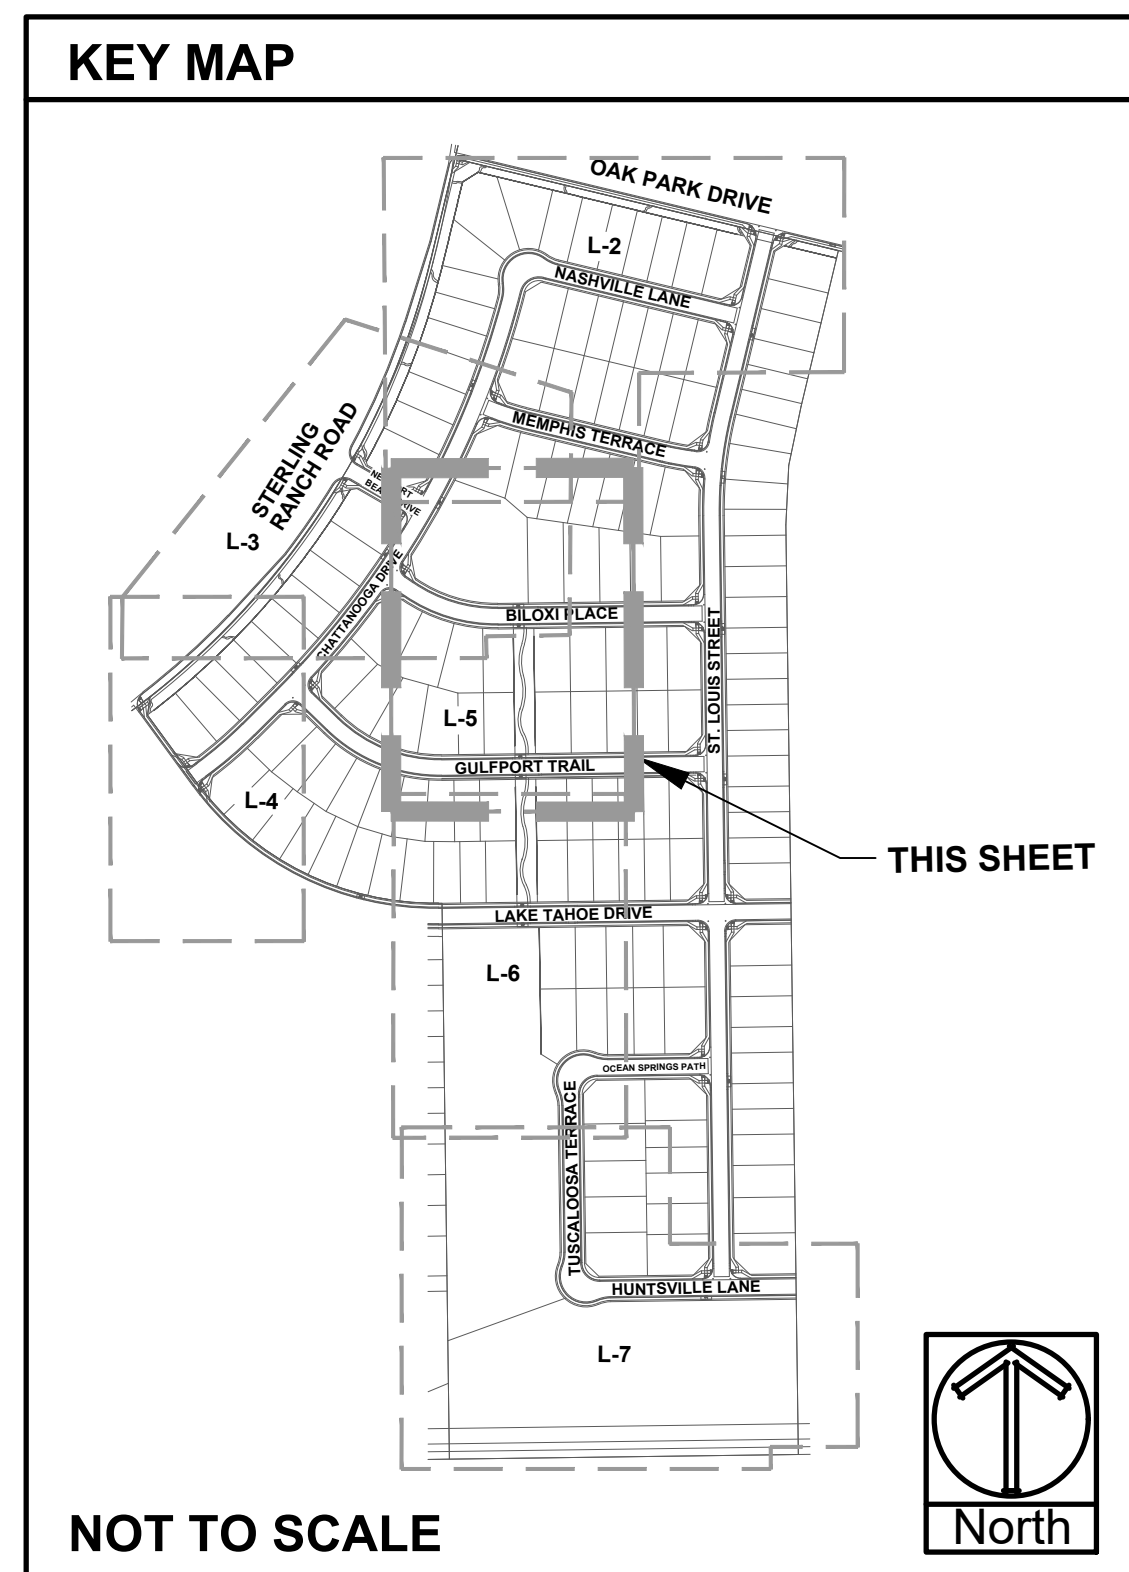 KEY MAP
OAK PARK DRIVE
L-2
NASHVILLE LANE
MEMPHIS TERRACE
STERLING
RANCH ROAD
L-3
CHATTANOOGA DRIVE
BILOXI PLACE
ST. LOUIS STREET
L-5
GULFPORT TRAIL
L-4
THIS SHEET
LAKE TAHOE DRIVE
L-6
OCEAN SPRINGS PATH
TUSCALOOSA TERRACE
HUNTSVILLE LANE
L-7
NOT TO SCALE
North